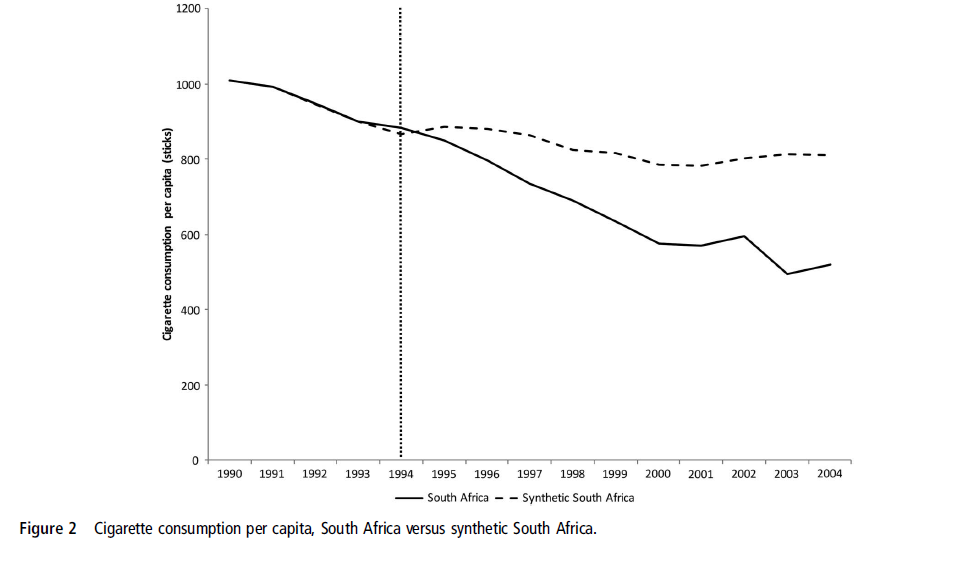 1200
1000
800
600
400
200
0
Cigarette consumption per capita (sticks)
1990 1991 1992 1993 1994 1995 1996 1997 1998 1999 2000 2001 2002 2003 2004
South Africa Synthetic South Africa
Figure 2 Cigarette consumption per capita, South Africa versus synthetic South Africa.